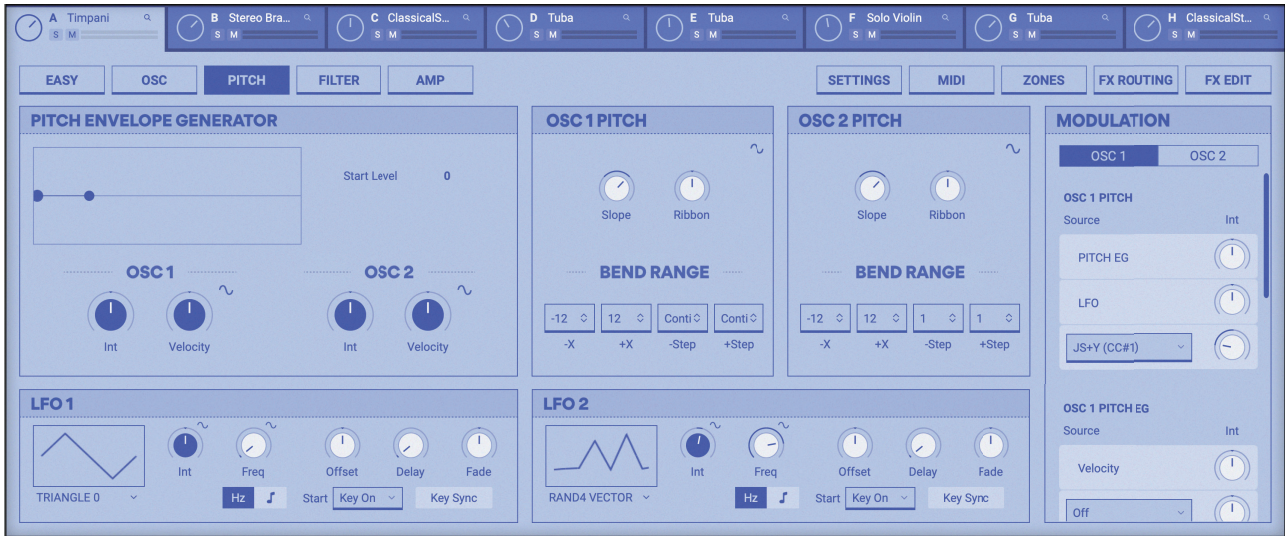 A Timpani
S M
B Stereo Bra...
S M
C ClassicalS...
S M
D Tuba
S M
E Tuba
S M
F Solo Violin
S M
G Tuba
S M
H ClassicalSt...
S M
EASY OSC PITCH FILTER AMP SETTINGS MIDI ZONES FX ROUTING FX EDIT
PITCH ENVELOPE GENERATOR
Start Level 0
OSC 1 OSC 2
Int Velocity Int Velocity
OSC 1 PITCH
Slope Ribbon
BEND RANGE
-12 12 Conti Conti
-X +X -Step +Step
OSC 2 PITCH
Slope Ribbon
BEND RANGE
-12 12 1 1
-X +X -Step +Step
MODULATION
OSC 1 OSC 2
OSC 1 PITCH
Source Int
PITCH EG
LFO
JS+Y (CC#1)
OSC 1 PITCH EG
Source Int
Velocity
Off
LFO 1
Int Freq Offset Delay Fade
TRIANGLE 0 Hz Start Key On Key Sync
LFO 2
Int Freq Offset Delay Fade
RAND4 VECTOR Hz Start Key On Key Sync